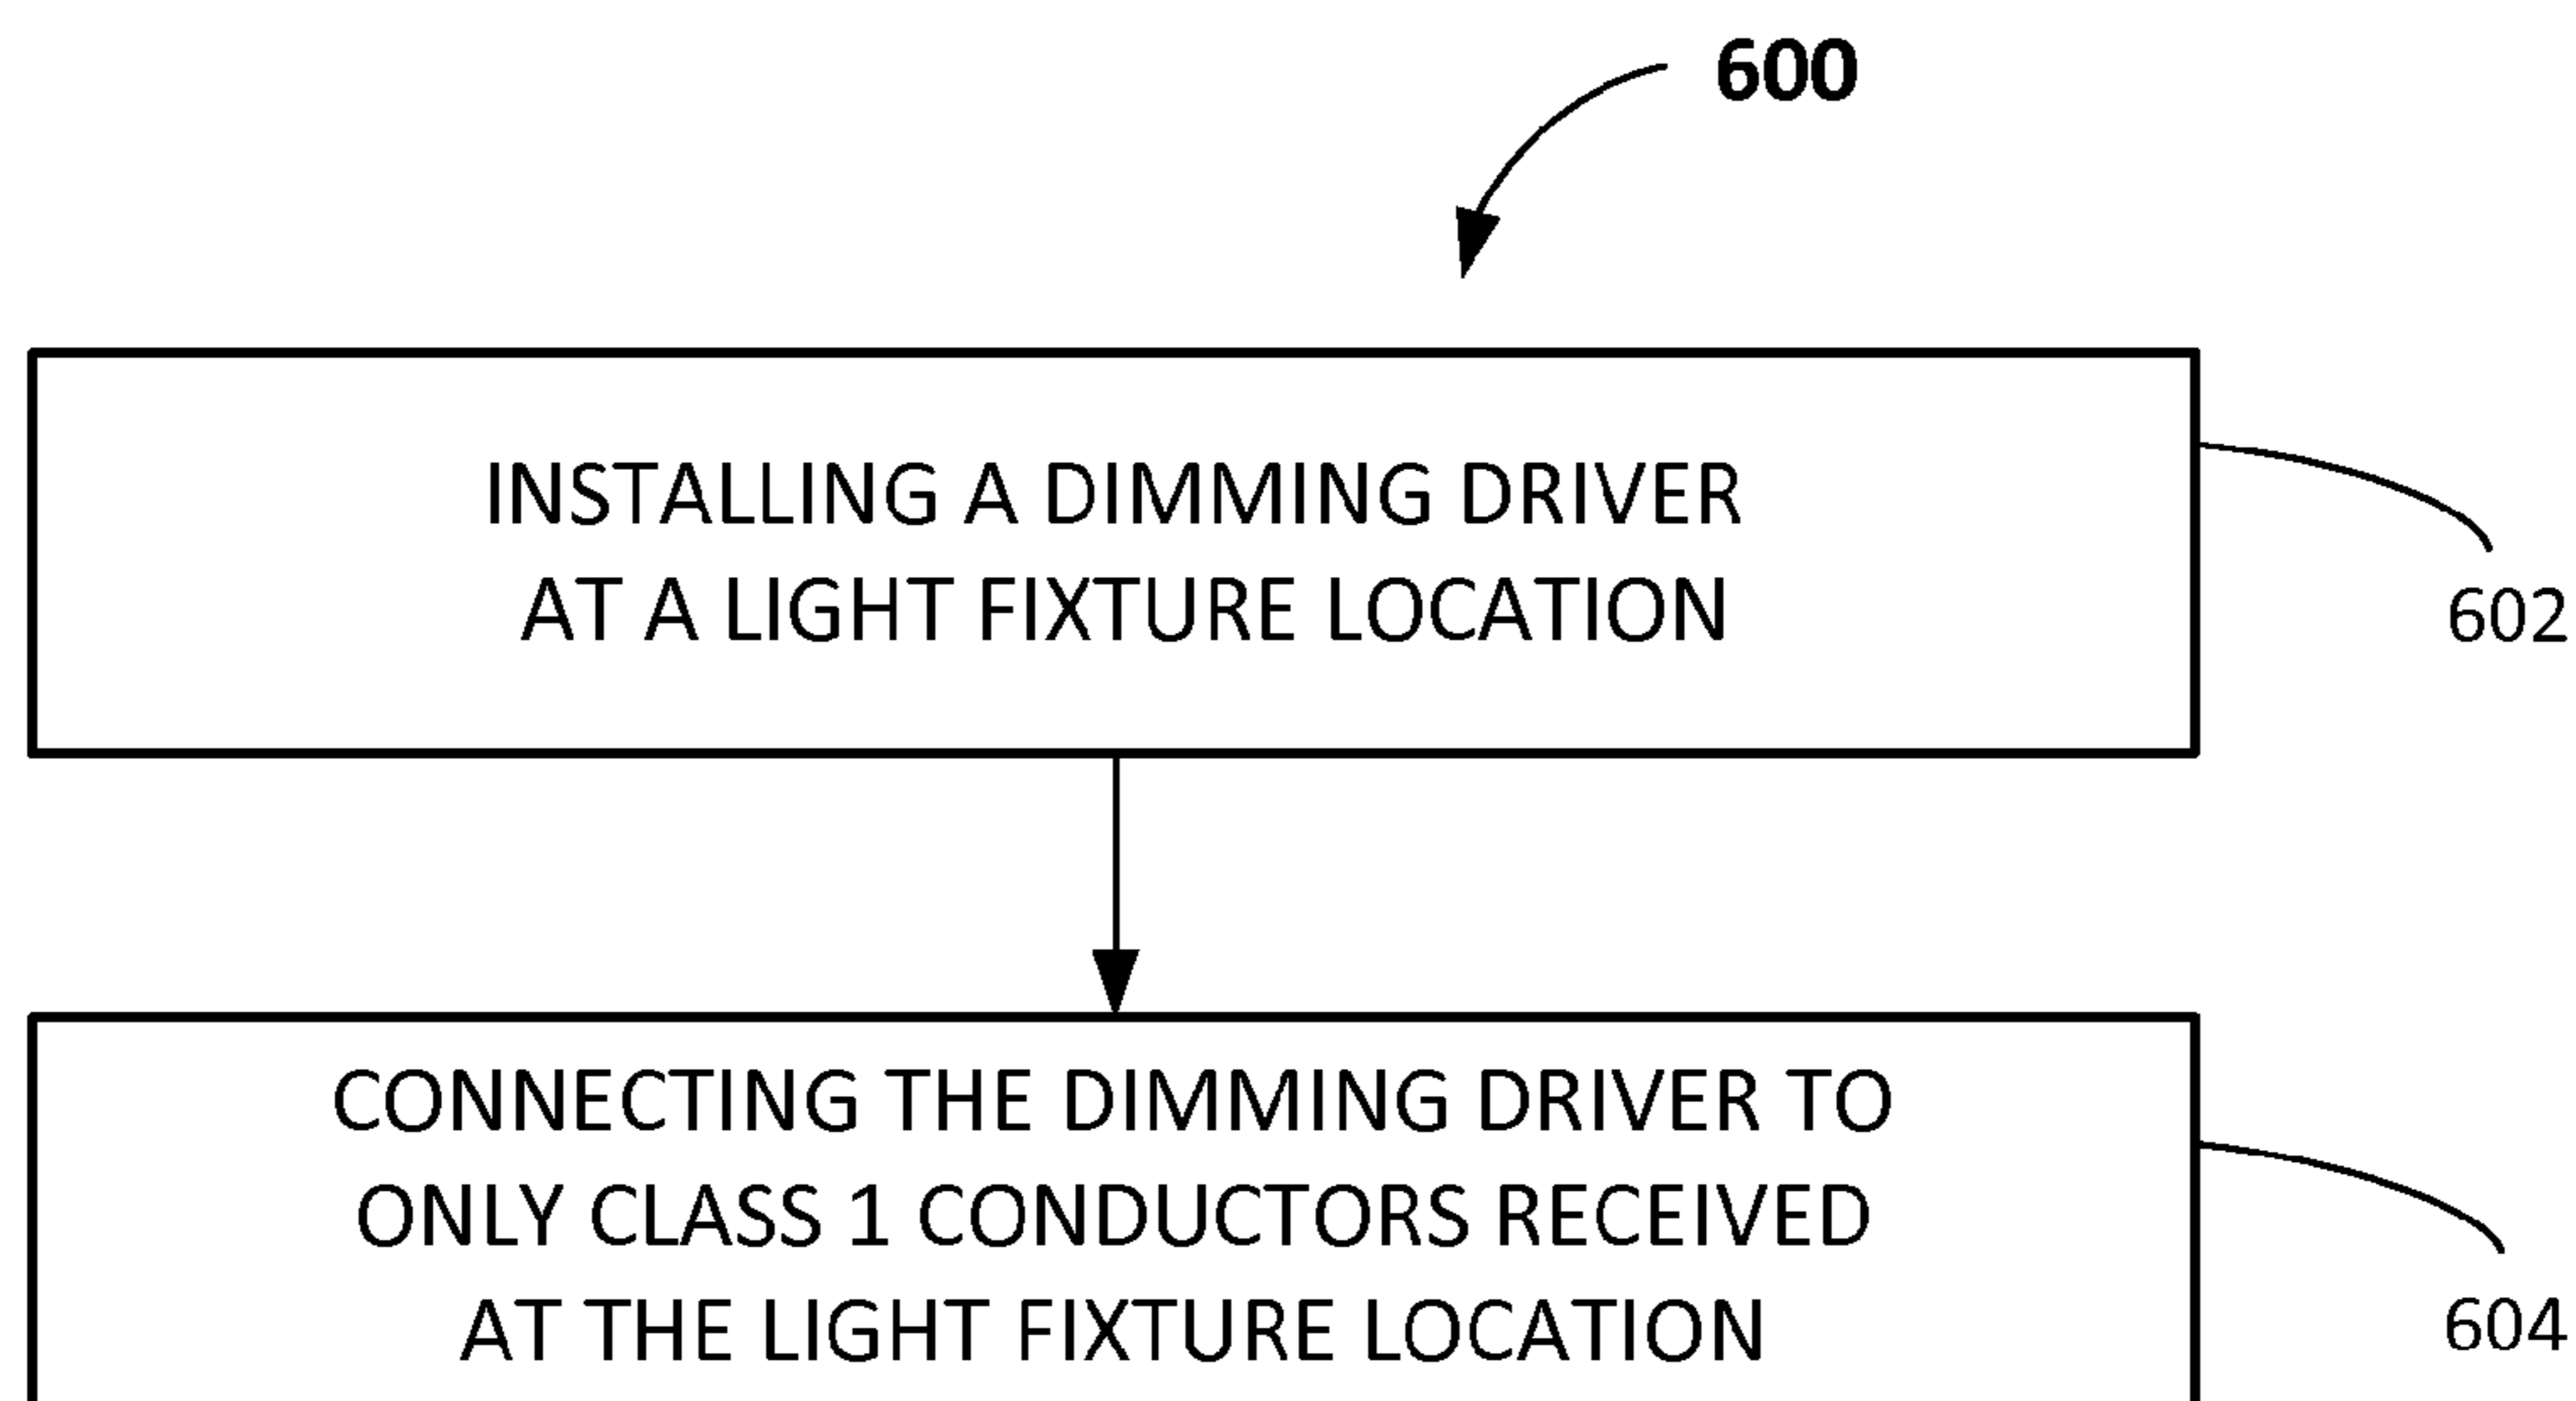 600
INSTALLING A DIMMING DRIVER
AT A LIGHT FIXTURE LOCATION
602
CONNECTING THE DIMMING DRIVER TO
ONLY CLASS 1 CONDUCTORS RECEIVED
AT THE LIGHT FIXTURE LOCATION
604